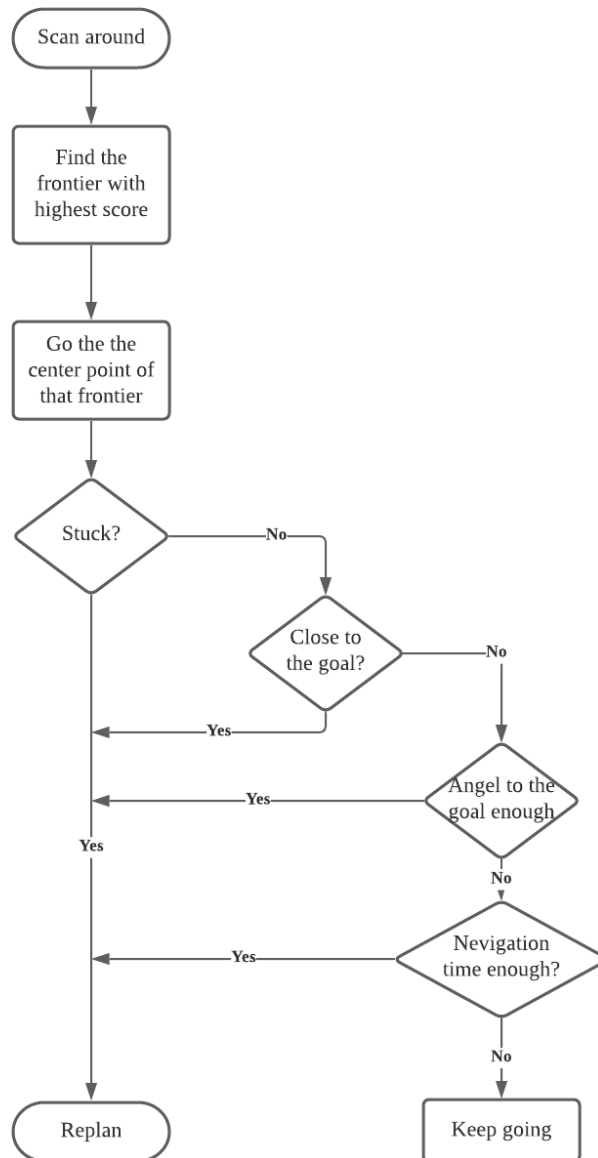 Scan around
Find the
frontier with
highest score
Go the the
center point of
that frontier
Stuck?
No
Close to
the goal?
No
Yes
Angel to the
goal enough
Yes
Yes
No
Nevigation
time enough?
Yes
No
Replan
Keep going